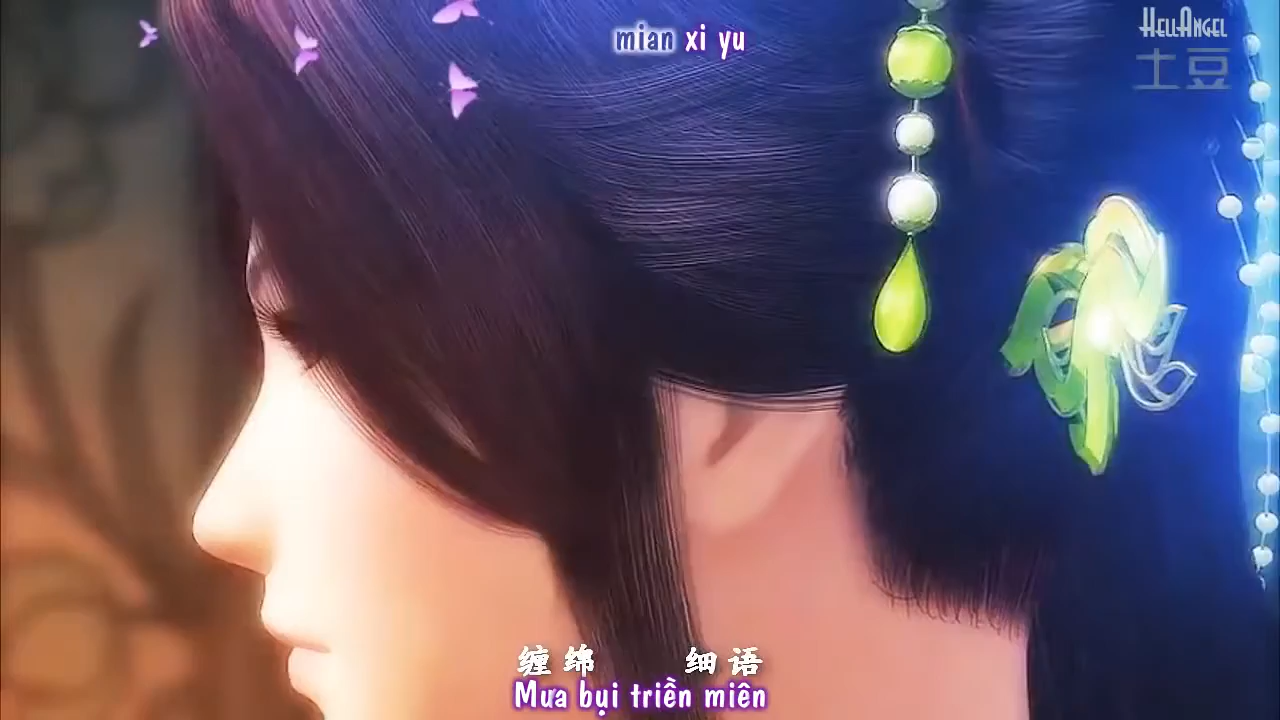 mian xi yu
HELLANGEL
土豆
缠绵 细语
Mưa bụi triền miên